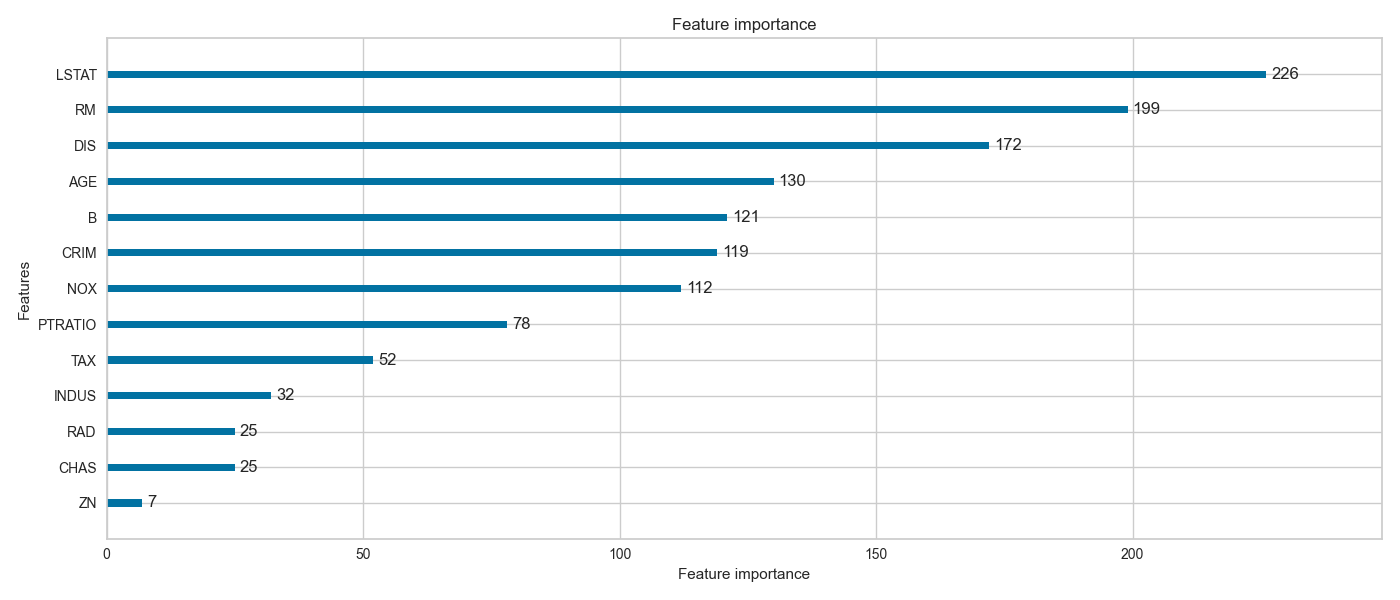 Feature importance
LSTAT 226
RM 199
DIS 172
AGE 130
B 121
CRIM 119
NOX 112
PTRATIO 78
TAX 52
INDUS 32
RAD 25
CHAS 25
ZN 7
Features
0 50 100 150 200
Feature importance